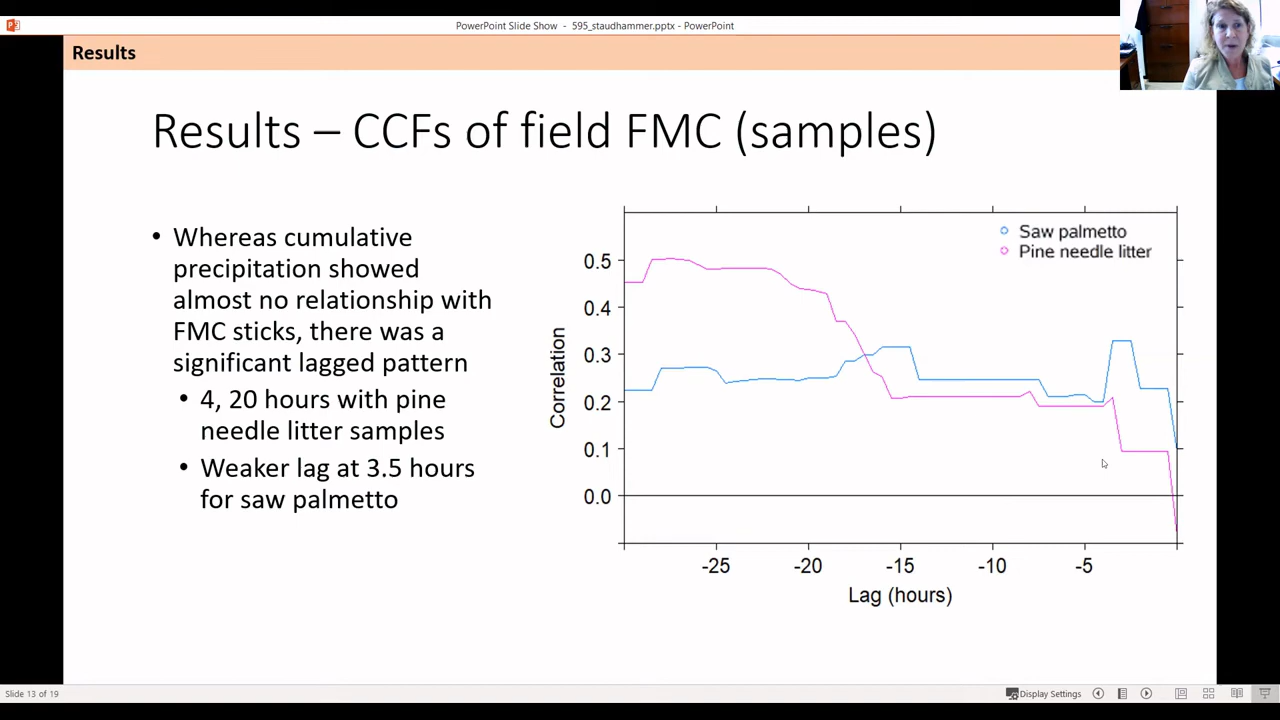 PowerPoint Slide Show - 595_staudhammer.pptx - PowerPoint
Results
Results – CCFs of field FMC (samples)
• Whereas cumulative
precipitation showed
almost no relationship with
FMC sticks, there was a
significant lagged pattern
• 4, 20 hours with pine
needle litter samples
• Weaker lag at 3.5 hours
for saw palmetto
Saw palmetto
Pine needle litter
0.5
0.4
0.3
0.2
0.1
0.0
Correlation
-25 -20 -15 -10 -5
Lag (hours)
Slide 13 of 19
Display Settings